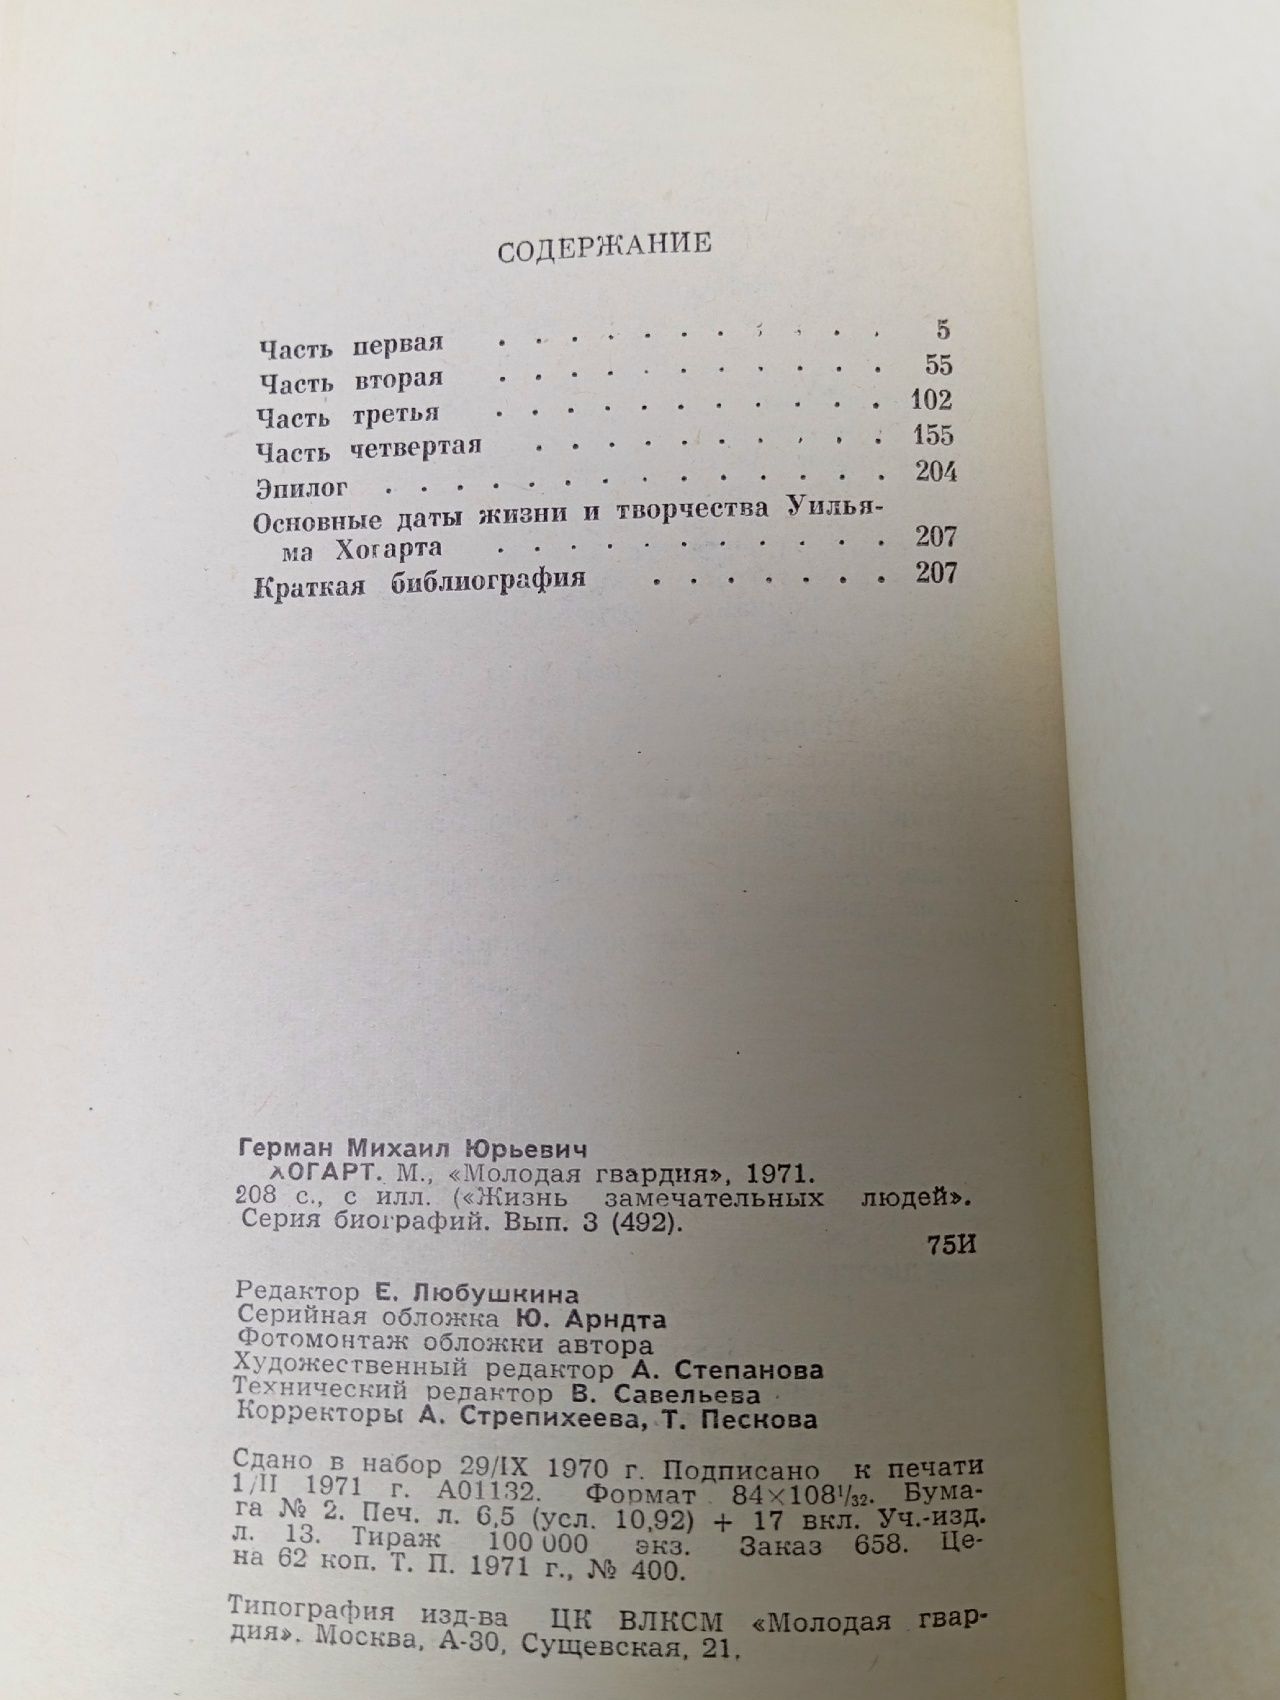 СОДЕРЖАНИЕ
Часть первая . . . . . . . . . . . 5
Часть вторая . . . . . . . . . . . 55
Часть третья . . . . . . . . . . . 102
Часть четвертая . . . . . . . . . . 155
Эпилог . . . . . . . . . . . . . . 204
Основные даты жизни и творчества Уилья-
ма Хогарта . . . . . . . . . . . 207
Краткая библиография . . . . . . . 207
Герман Михаил Юрьевич
ХОГАРТ. М., «Молодая гвардия», 1971.
208 с., с илл. («Жизнь замечательных людей».
Серия биографий. Вып. 3 (492).
75И
Редактор Е. Любушкина
Серийная обложка Ю. Арндта
Фотомонтаж обложки автора
Художественный редактор А. Степанова
Технический редактор В. Савельева
Корректоры А. Стрепихеева, Т. Пескова
Сдано в набор 29/IX 1970 г. Подписано к печати
1/II 1971 г. А01132. Формат 84×108¹/₃₂. Бума-
га № 2. Печ. л. 6,5 (усл. 10,92) + 17 вкл. Уч.-изд.
л. 13. Тираж 100 000 экз. Заказ 658. Це-
на 62 коп. Т. П. 1971 г., № 400.
Типография изд-ва ЦК ВЛКСМ «Молодая гвар-
дия». Москва, А-30, Сущевская, 21.